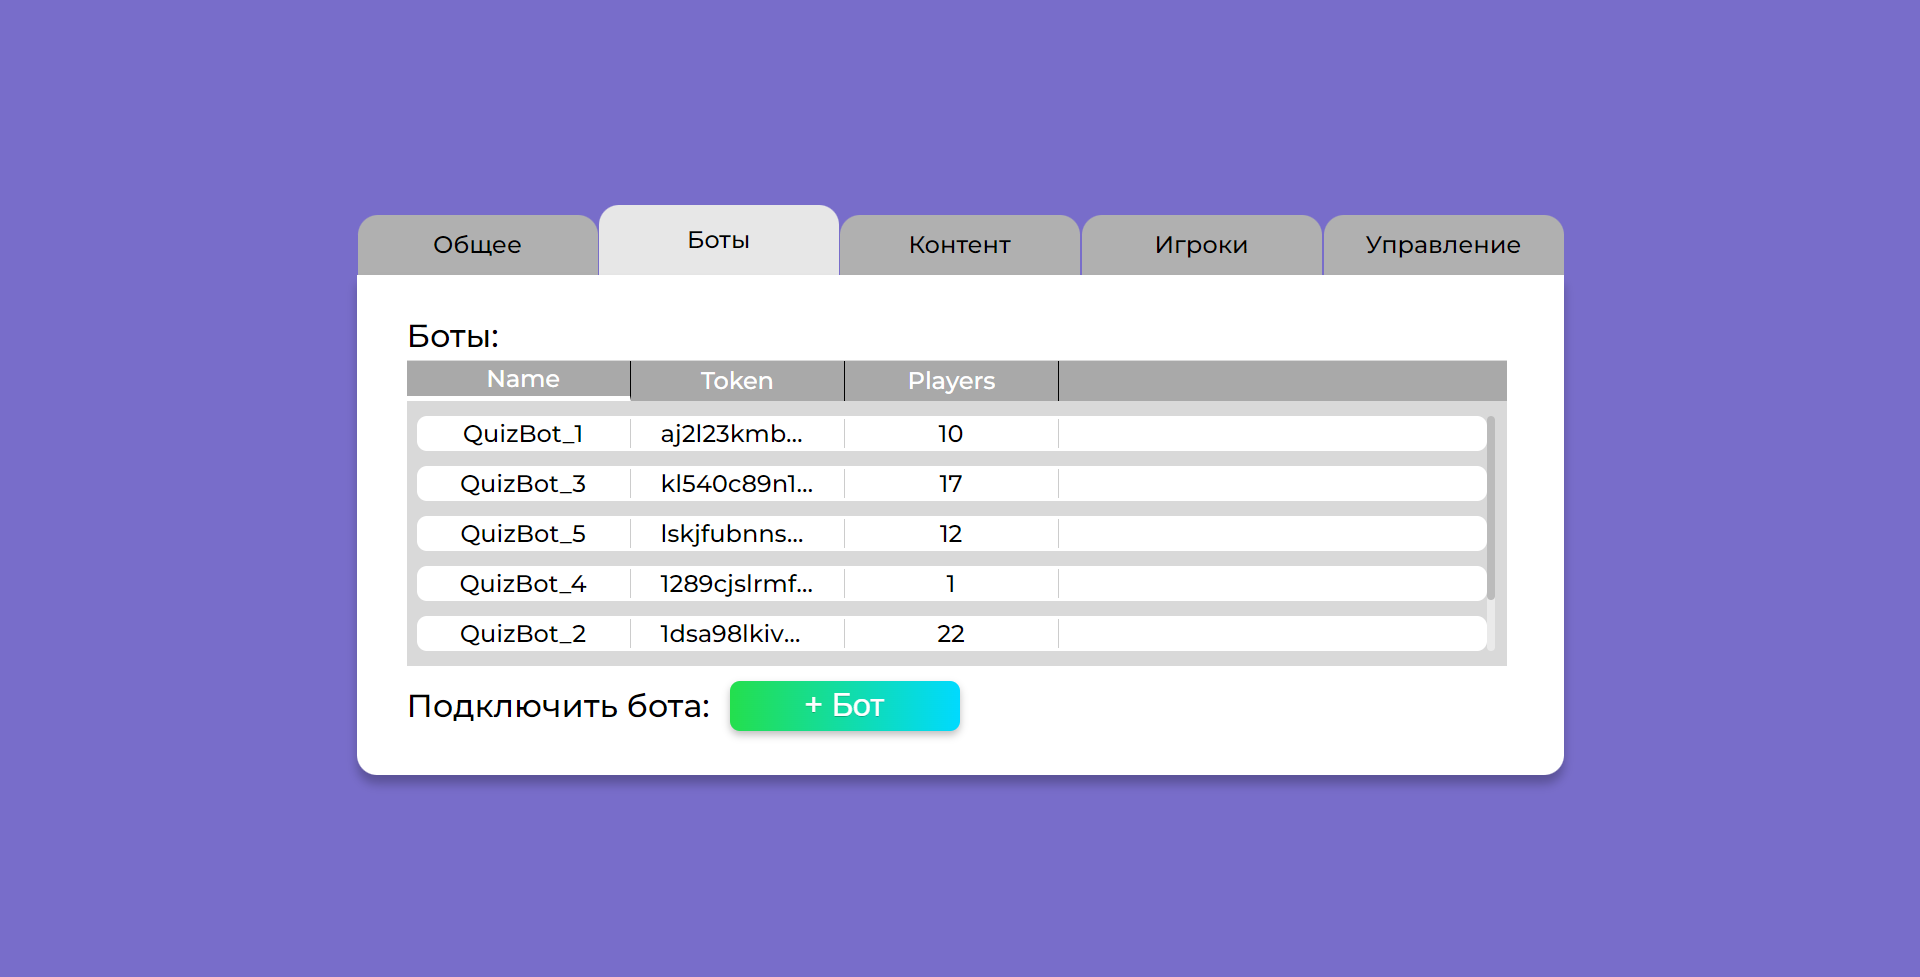 Общее Боты Контент Игроки Управление
Боты:
Name Token Players
QuizBot_1 aj2l23kmb... 10
QuizBot_3 kl540c89n1... 17
QuizBot_5 lskjfubnns... 12
QuizBot_4 1289cjslrmf... 1
QuizBot_2 1dsa98lkiv... 22
Подключить бота: + Бот